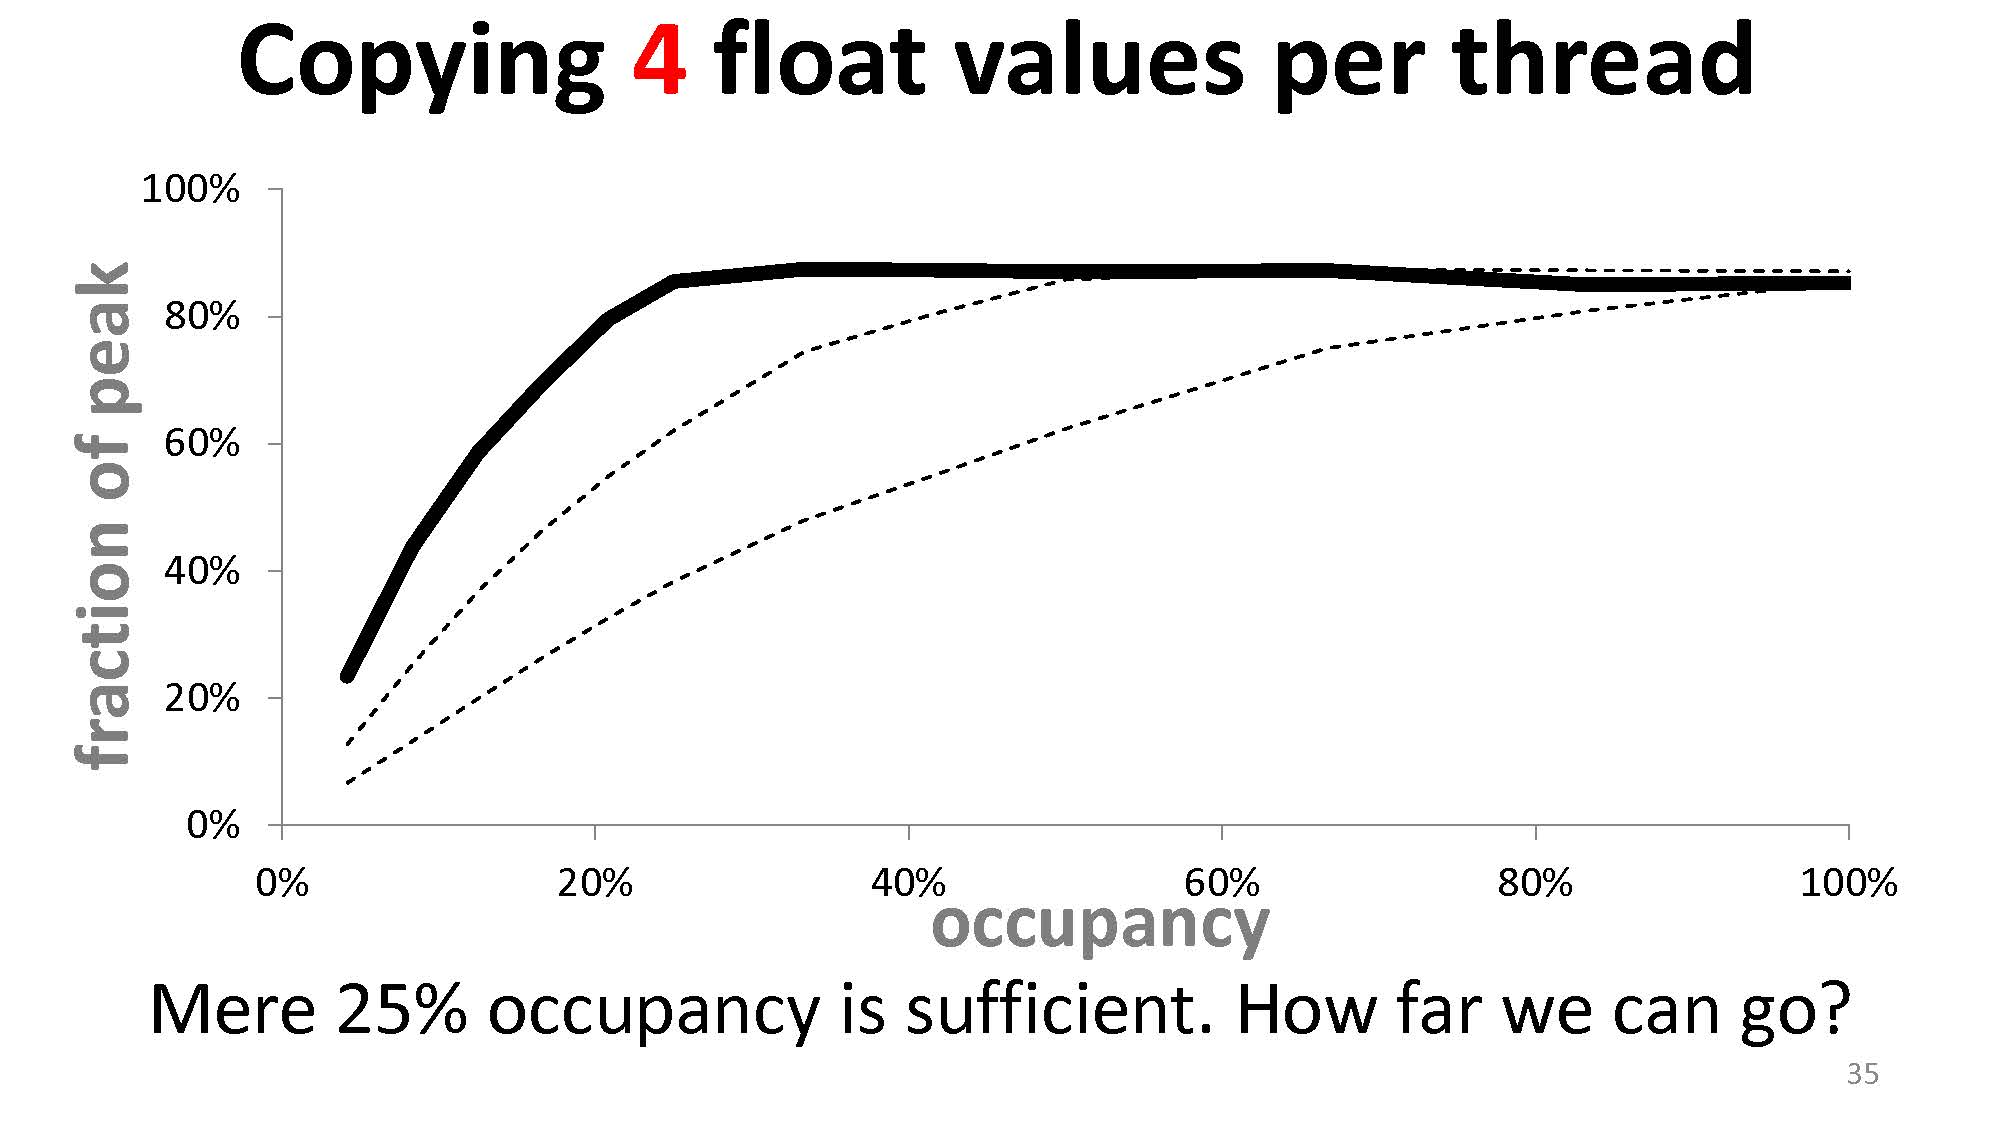 Copying 4 float values per thread
100%
80%
60%
40%
20%
0%
fraction of peak
0% 20% 40% 60% 80% 100%
occupancy
Mere 25% occupancy is sufficient. How far we can go?
35